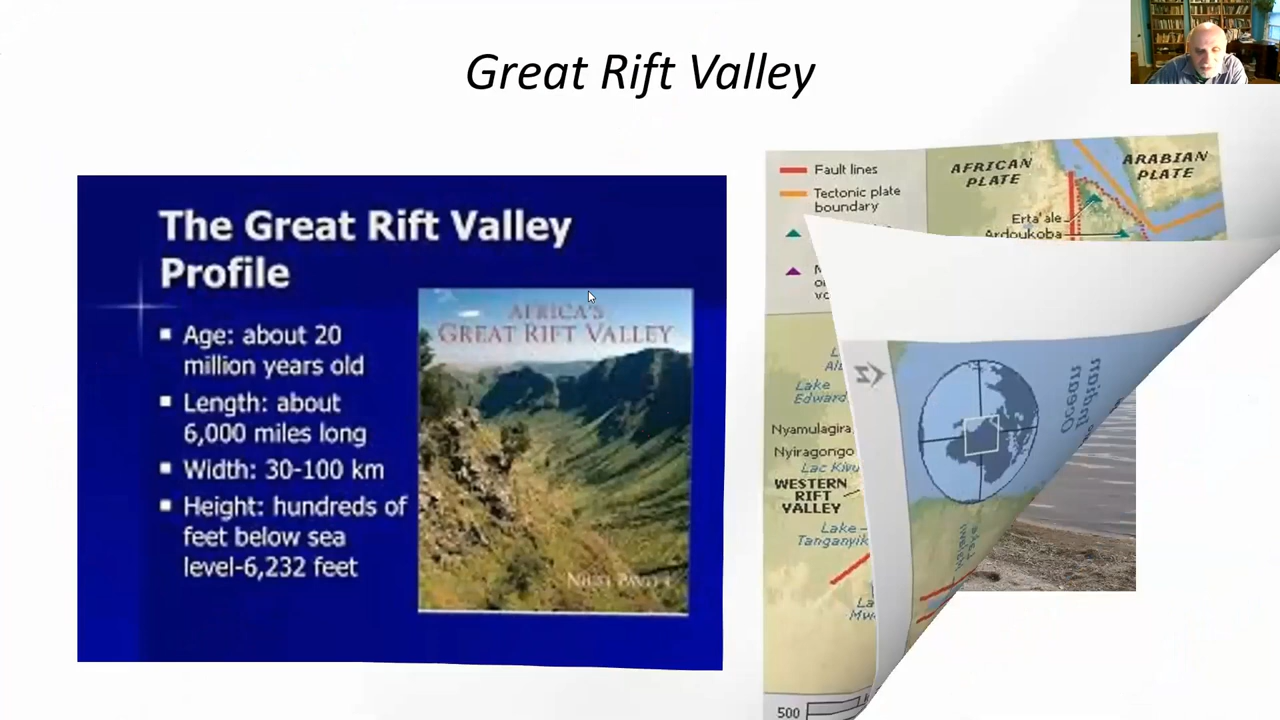 Great Rift Valley
The Great Rift Valley
Profile
Age: about 20
million years old
Length: about
6,000 miles long
Width: 30-100 km
Height: hundreds of
feet below sea
level-6,232 feet
AFRICA'S
GREAT RIFT VALLEY
Fault lines
Tectonic plate
boundary
AFRICAN
PLATE
ARABIAN
PLATE
Erta'ale
Ardoukoba
Lake
Edward
Nyamulagira
Nyiragongo
Lac Kivu
WESTERN
RIFT
VALLEY
Lake
Tanganyik
Ocean
500